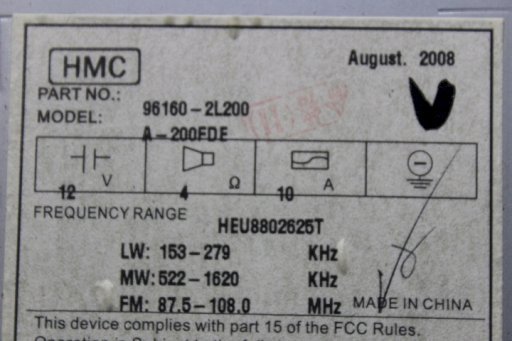 August. 2008
HMC
PART NO.: 96160-2L200
MODEL: A-200FDE
12 V 4 Ω 10 A
FREQUENCY RANGE
HEU8802625T
LW: 153-279 KHz
MW: 522-1620 KHz
FM: 87.5-108.0 MHz MADE IN CHINA
This device complies with part 15 of the FCC Rules.